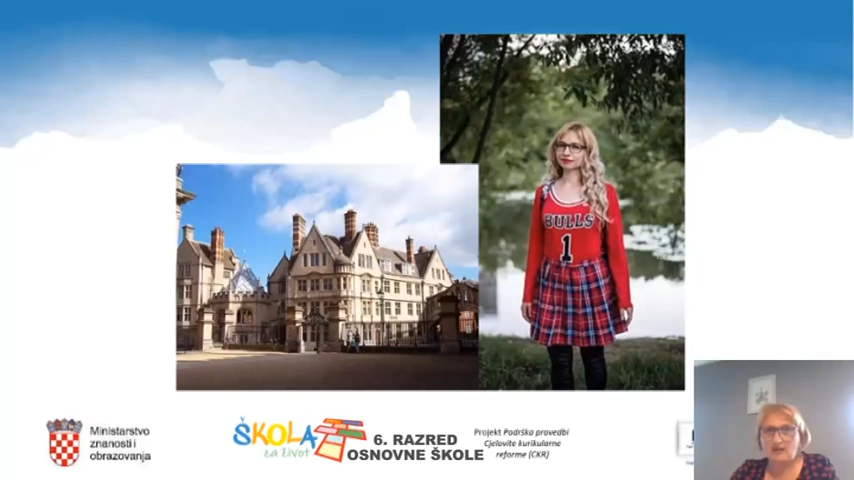 BULLS
1
Ministarstvo
znanosti i
obrazovanja
ŠKOLA
za život
6. RAZRED
OSNOVNE ŠKOLE
Projekt Podrška provedbi
Cjelovite kurikularne
reforme (CKR)